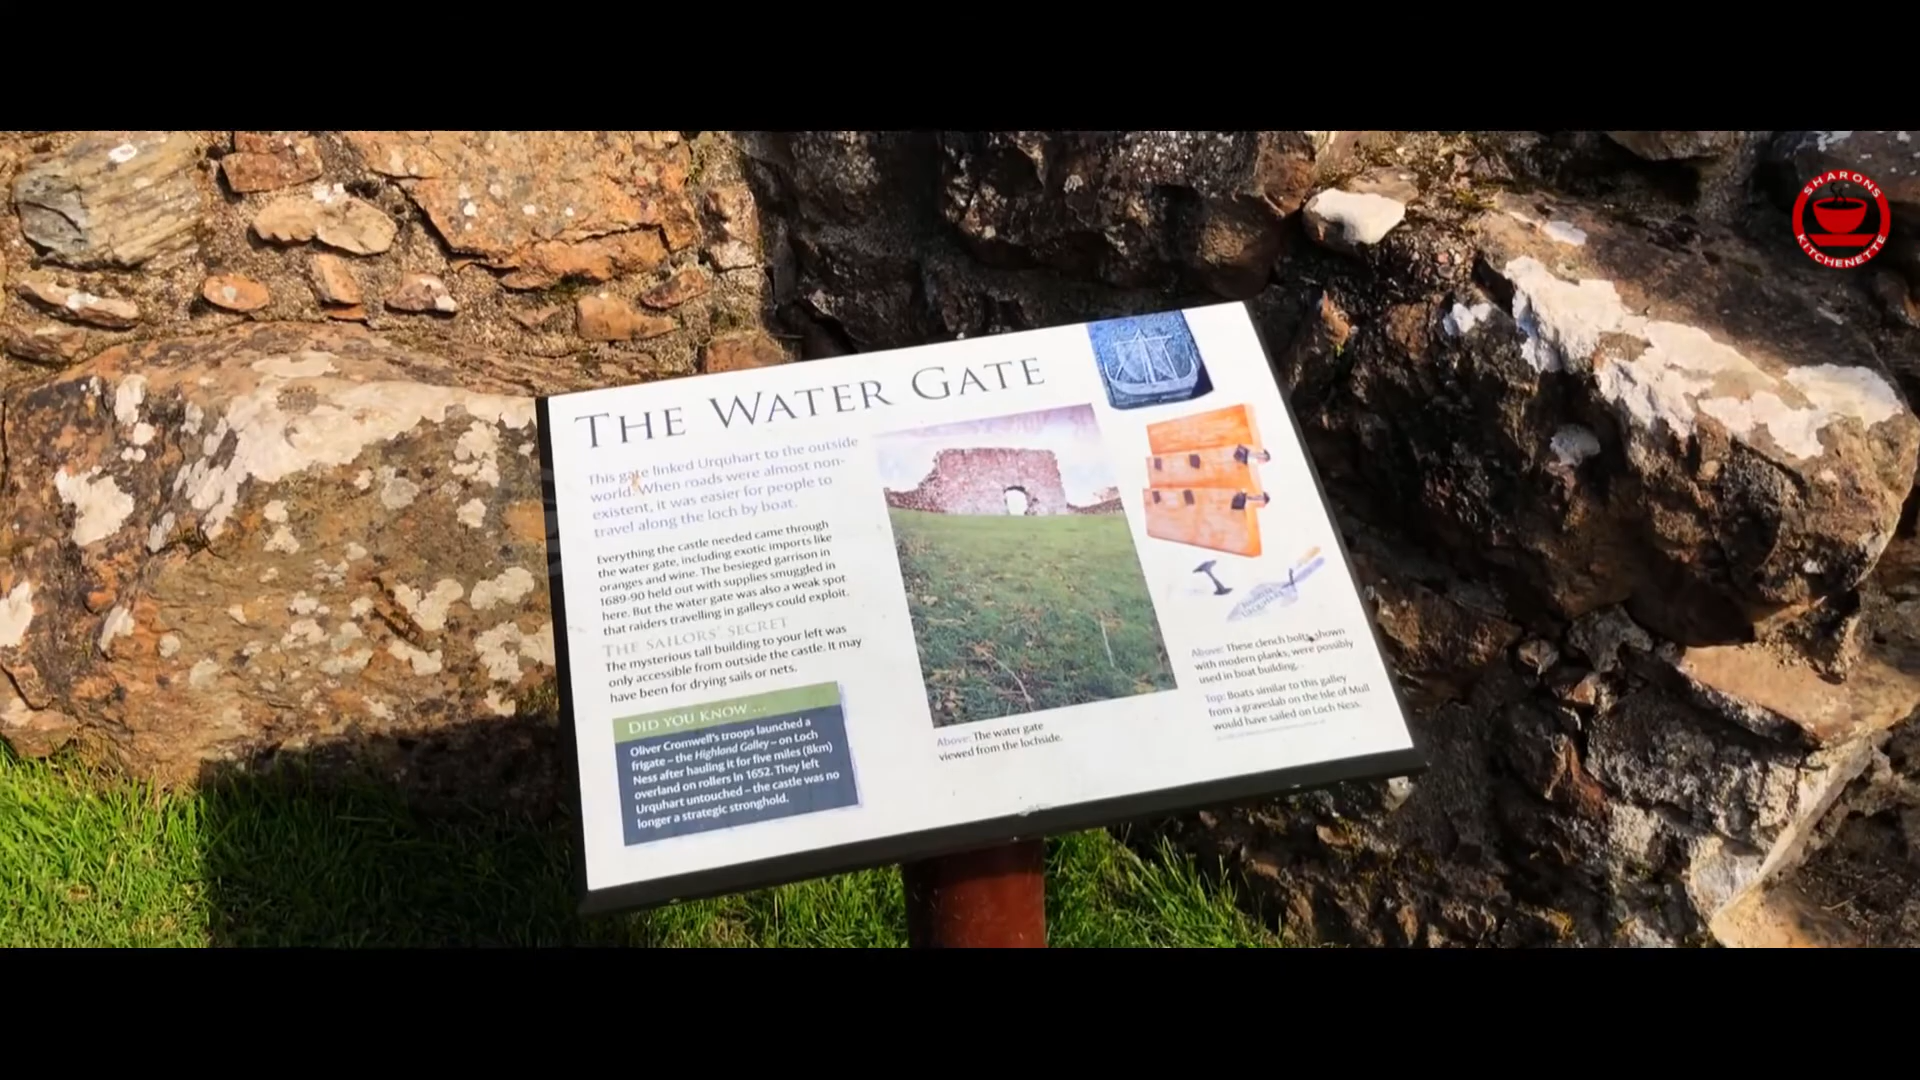 SHARONS
KITCHENETTE
THE WATER GATE
This gate linked Urquhart to the outside
world. When roads were almost non-
existent, it was easier for people to
travel along the loch by boat.
Everything the castle needed came through
the water gate, including exotic imports like
oranges and wine. The besieged garrison in
1689-90 held out with supplies smuggled in
here. But the water gate was also a weak spot
that raiders travelling in galleys could exploit.
THE SAILORS' SECRET
The mysterious tall building to your left was
only accessible from outside the castle. It may
have been for drying sails or nets.
DID YOU KNOW ...
Oliver Cromwell's troops launched a
frigate – the Highland Galley – on Loch
Ness after hauling it for five miles (8km)
overland on rollers in 1652. They left
Urquhart untouched – the castle was no
longer a strategic stronghold.
Above: The water gate
viewed from the lochside.
Above: These clench bolts, shown
with modern planks, were possibly
used in boat building.
Top: Boats similar to this galley
from a graveslab on the Isle of Mull
would have sailed on Loch Ness.